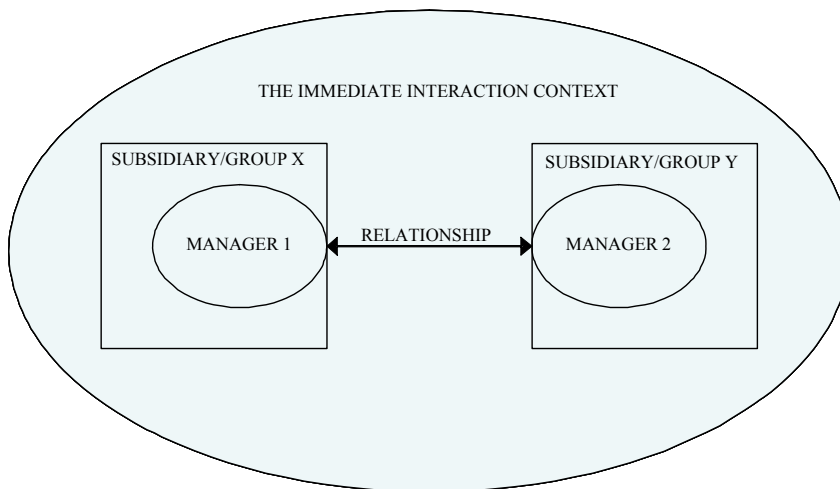 THE IMMEDIATE INTERACTION CONTEXT
SUBSIDIARY/GROUP X
SUBSIDIARY/GROUP Y
MANAGER 1
RELATIONSHIP
MANAGER 2